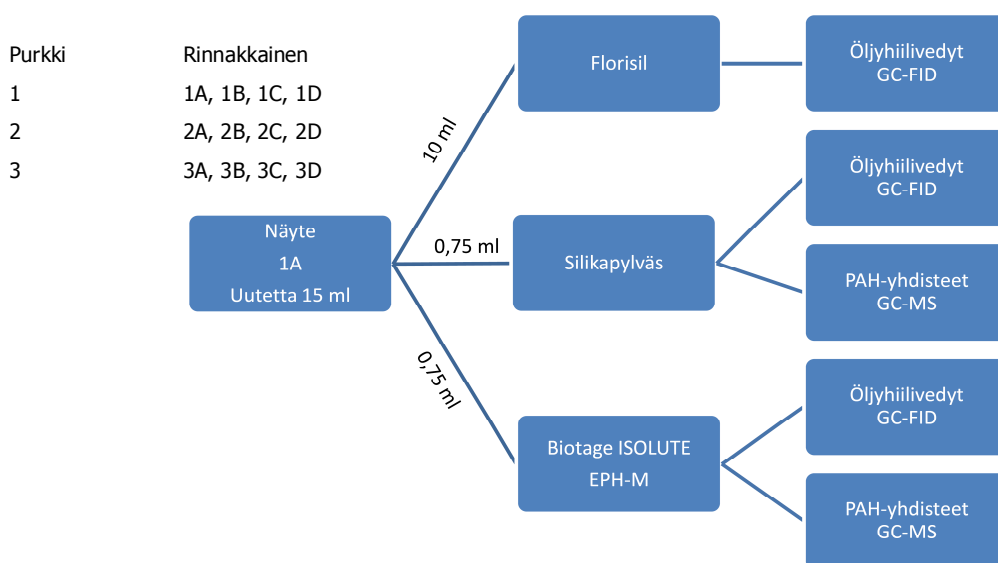 Purkki Rinnakkainen
1 1A, 1B, 1C, 1D
2 2A, 2B, 2C, 2D
3 3A, 3B, 3C, 3D
Näyte
1A
Uutetta 15 ml
10 ml
0,75 ml
0,75 ml
Florisil
Silikapylväs
Biotage ISOLUTE
EPH-M
Öljyhiilivedyt
GC-FID
Öljyhiilivedyt
GC-FID
PAH-yhdisteet
GC-MS
Öljyhiilivedyt
GC-FID
PAH-yhdisteet
GC-MS